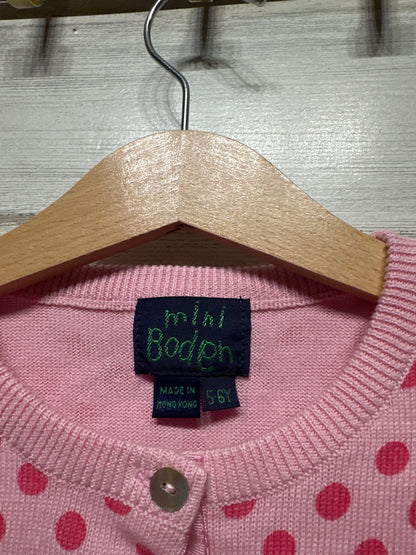 mini
Boden
MADE IN
HONG KONG
5-6Y